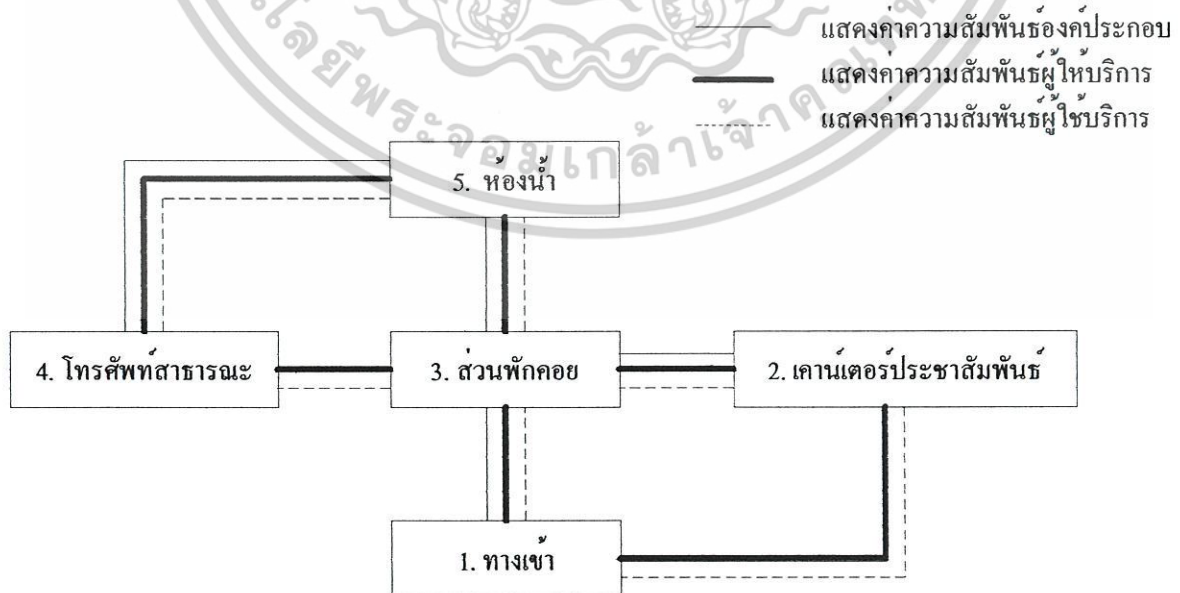 แสดงค่าความสัมพันธ์องค์ประกอบ
แสดงค่าความสัมพันธ์ผู้ให้บริการ
แสดงค่าความสัมพันธ์ผู้ใช้บริการ
5. ห้องน้ำ
4. โทรศัพท์สาธารณะ
3. ส่วนพักคอย
2. เคาน์เตอร์ประชาสัมพันธ์
1. ทางเข้า